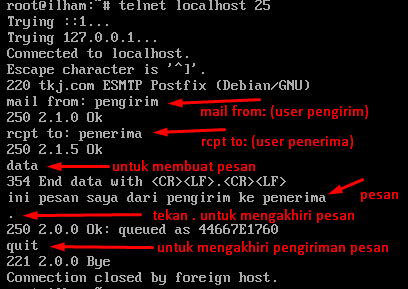 root@ilham:~# telnet localhost 25
Trying ::1...
Trying 127.0.0.1...
Connected to localhost.
Escape character is '^]'.
220 tkj.com ESMTP Postfix (Debian/GNU)
mail from: pengirim
mail from: (user pengirim)
250 2.1.0 Ok
rcpt to: penerima
rcpt to: (user penerima)
250 2.1.5 Ok
data untuk membuat pesan
354 End data with <CR><LF>.<CR><LF>
pesan
ini pesan saya dari pengirim ke penerima
. tekan . untuk mengakhiri pesan
250 2.0.0 Ok: queued as 44667E1760
quit untuk mengakhiri pengiriman pesan
221 2.0.0 Bye
Connection closed by foreign host.